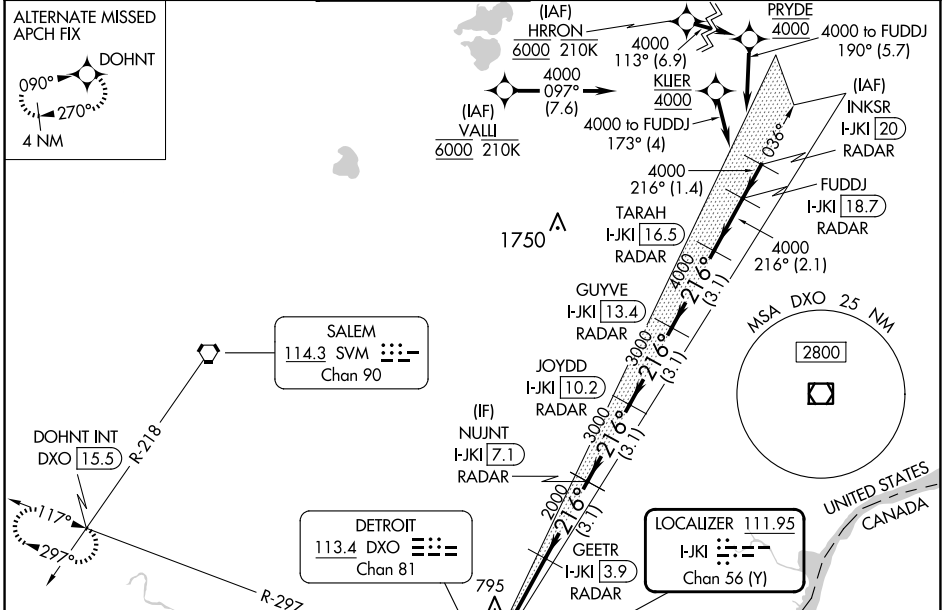 ALTERNATE MISSED
APCH FIX
DOHNT
090°
270°
4 NM
(IAF)
HRRON
6000 210K
4000
113° (6.9)
PRYDE
4000
4000 to FUDDJ
190° (5.7)
4000
097°
(7.6)
(IAF)
VALLI
6000 210K
KLIER
4000
4000 to FUDDJ
173° (4)
(IAF)
INKSR
I-JKI 20
RADAR
036°
4000
216° (1.4)
FUDDJ
I-JKI 18.7
RADAR
TARAH
I-JKI 16.5
RADAR
4000
216° (2.1)
1750
4000
216°
(3.1)
GUYVE
I-JKI 13.4
RADAR
MSA DXO 25 NM
2800
3000
216°
(3.1)
JOYDD
I-JKI 10.2
RADAR
SALEM
114.3 SVM
Chan 90
3000
216°
(3.1)
(IF)
NUJNT
I-JKI 7.1
RADAR
DOHNT INT
DXO 15.5
R-218
117°
297°
2000
216°
(3.1)
UNITED STATES
CANADA
DETROIT
113.4 DXO
Chan 81
LOCALIZER 111.95
I-JKI
Chan 56 (Y)
GEETR
I-JKI 3.9
RADAR
795
R-297